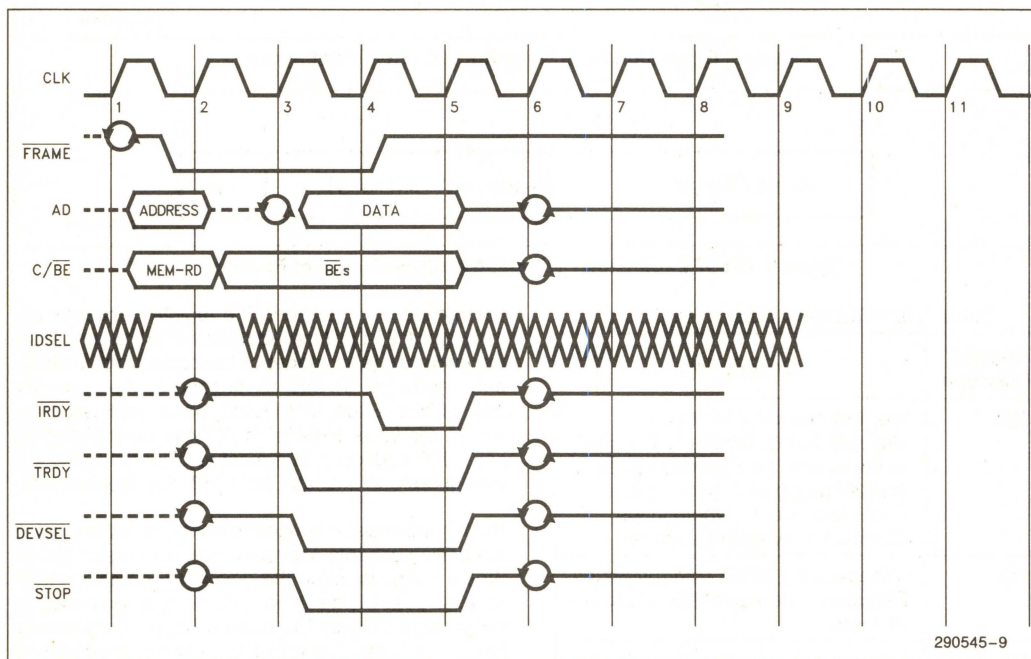 CLK
1 2 3 4 5 6 7 8 9 10 11
FRAME
AD ADDRESS DATA
C/BE MEM-RD BEs
IDSEL
IRDY
TRDY
DEVSEL
STOP
290545-9